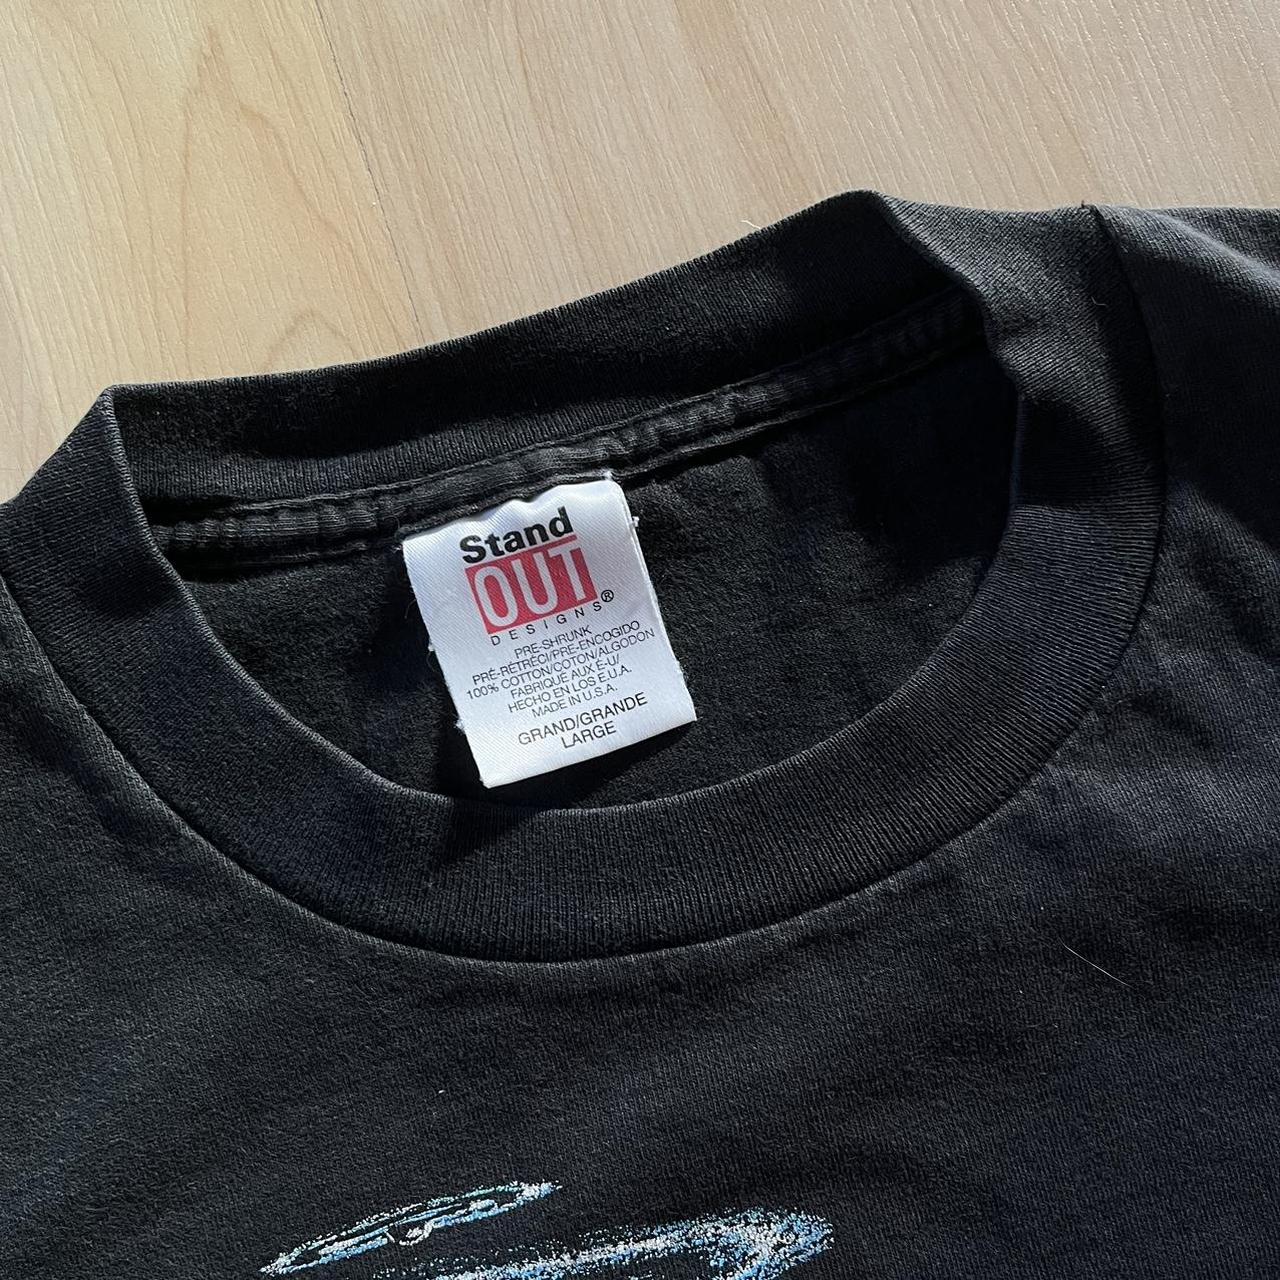 Stand
OUT
DESIGNS®
PRE-SHRUNK
PRÉ-RÉTRÉCI/PRE-ENCOGIDO
100% COTTON/COTON/ALGODON
FABRIQUÉ AUX É-U/
HECHO EN LOS E.U.A.
MADE IN U.S.A.
GRAND/GRANDE
LARGE